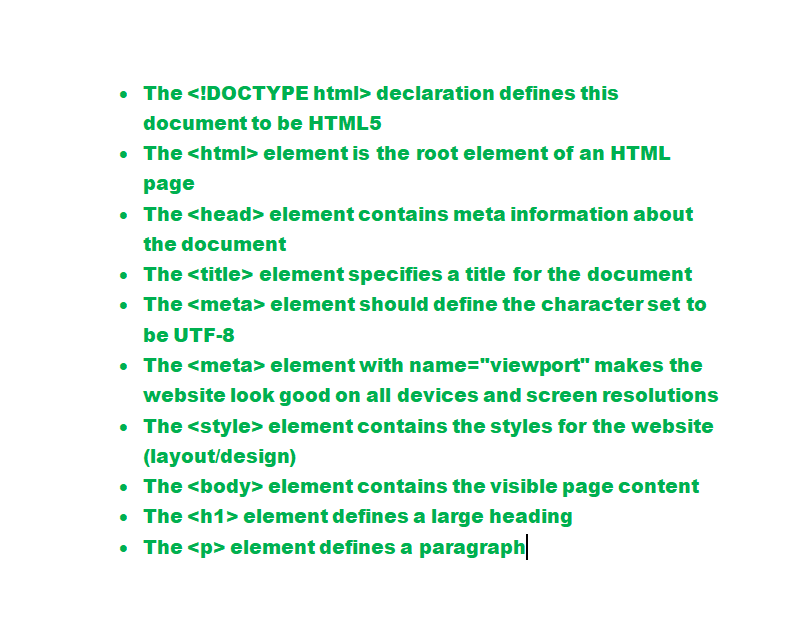 • The <!DOCTYPE html> declaration defines this
document to be HTML5
• The <html> element is the root element of an HTML
page
• The <head> element contains meta information about
the document
• The <title> element specifies a title for the document
• The <meta> element should define the character set to
be UTF-8
• The <meta> element with name="viewport" makes the
website look good on all devices and screen resolutions
• The <style> element contains the styles for the website
(layout/design)
• The <body> element contains the visible page content
• The <h1> element defines a large heading
• The <p> element defines a paragraph